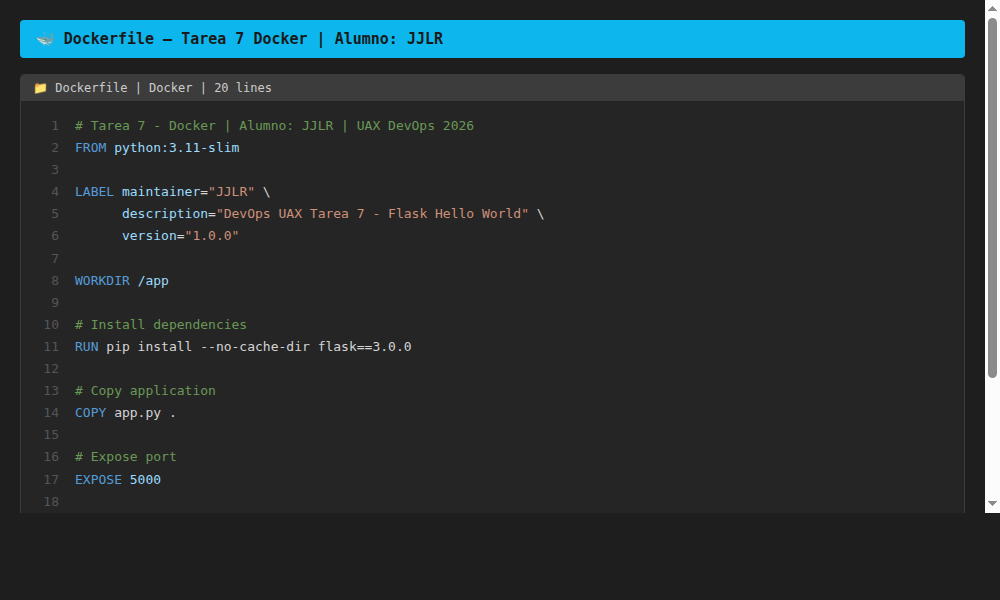 🐳 Dockerfile — Tarea 7 Docker | Alumno: JJLR
📁 Dockerfile | Docker | 20 lines
1 # Tarea 7 - Docker | Alumno: JJLR | UAX DevOps 2026
2 FROM python:3.11-slim
3
4 LABEL maintainer="JJLR" \
5       description="DevOps UAX Tarea 7 - Flask Hello World" \
6       version="1.0.0"
7
8 WORKDIR /app
9
10 # Install dependencies
11 RUN pip install --no-cache-dir flask==3.0.0
12
13 # Copy application
14 COPY app.py .
15
16 # Expose port
17 EXPOSE 5000
18